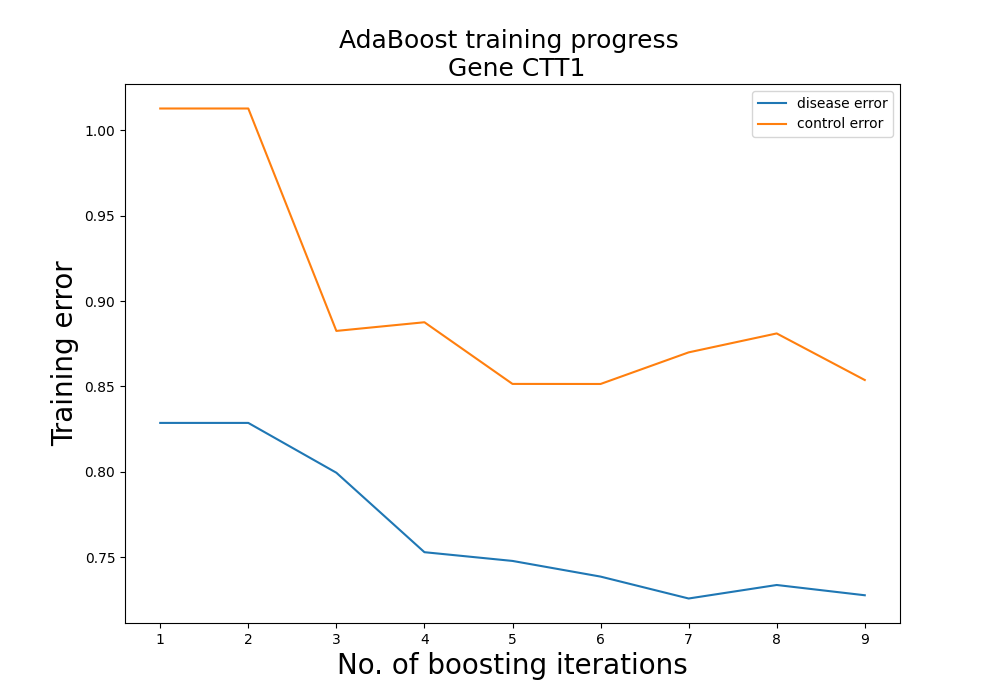 AdaBoost training progress
Gene CTT1
disease error
control error
1.00
0.95
0.90
0.85
0.80
0.75
Training error
1 2 3 4 5 6 7 8 9
No. of boosting iterations